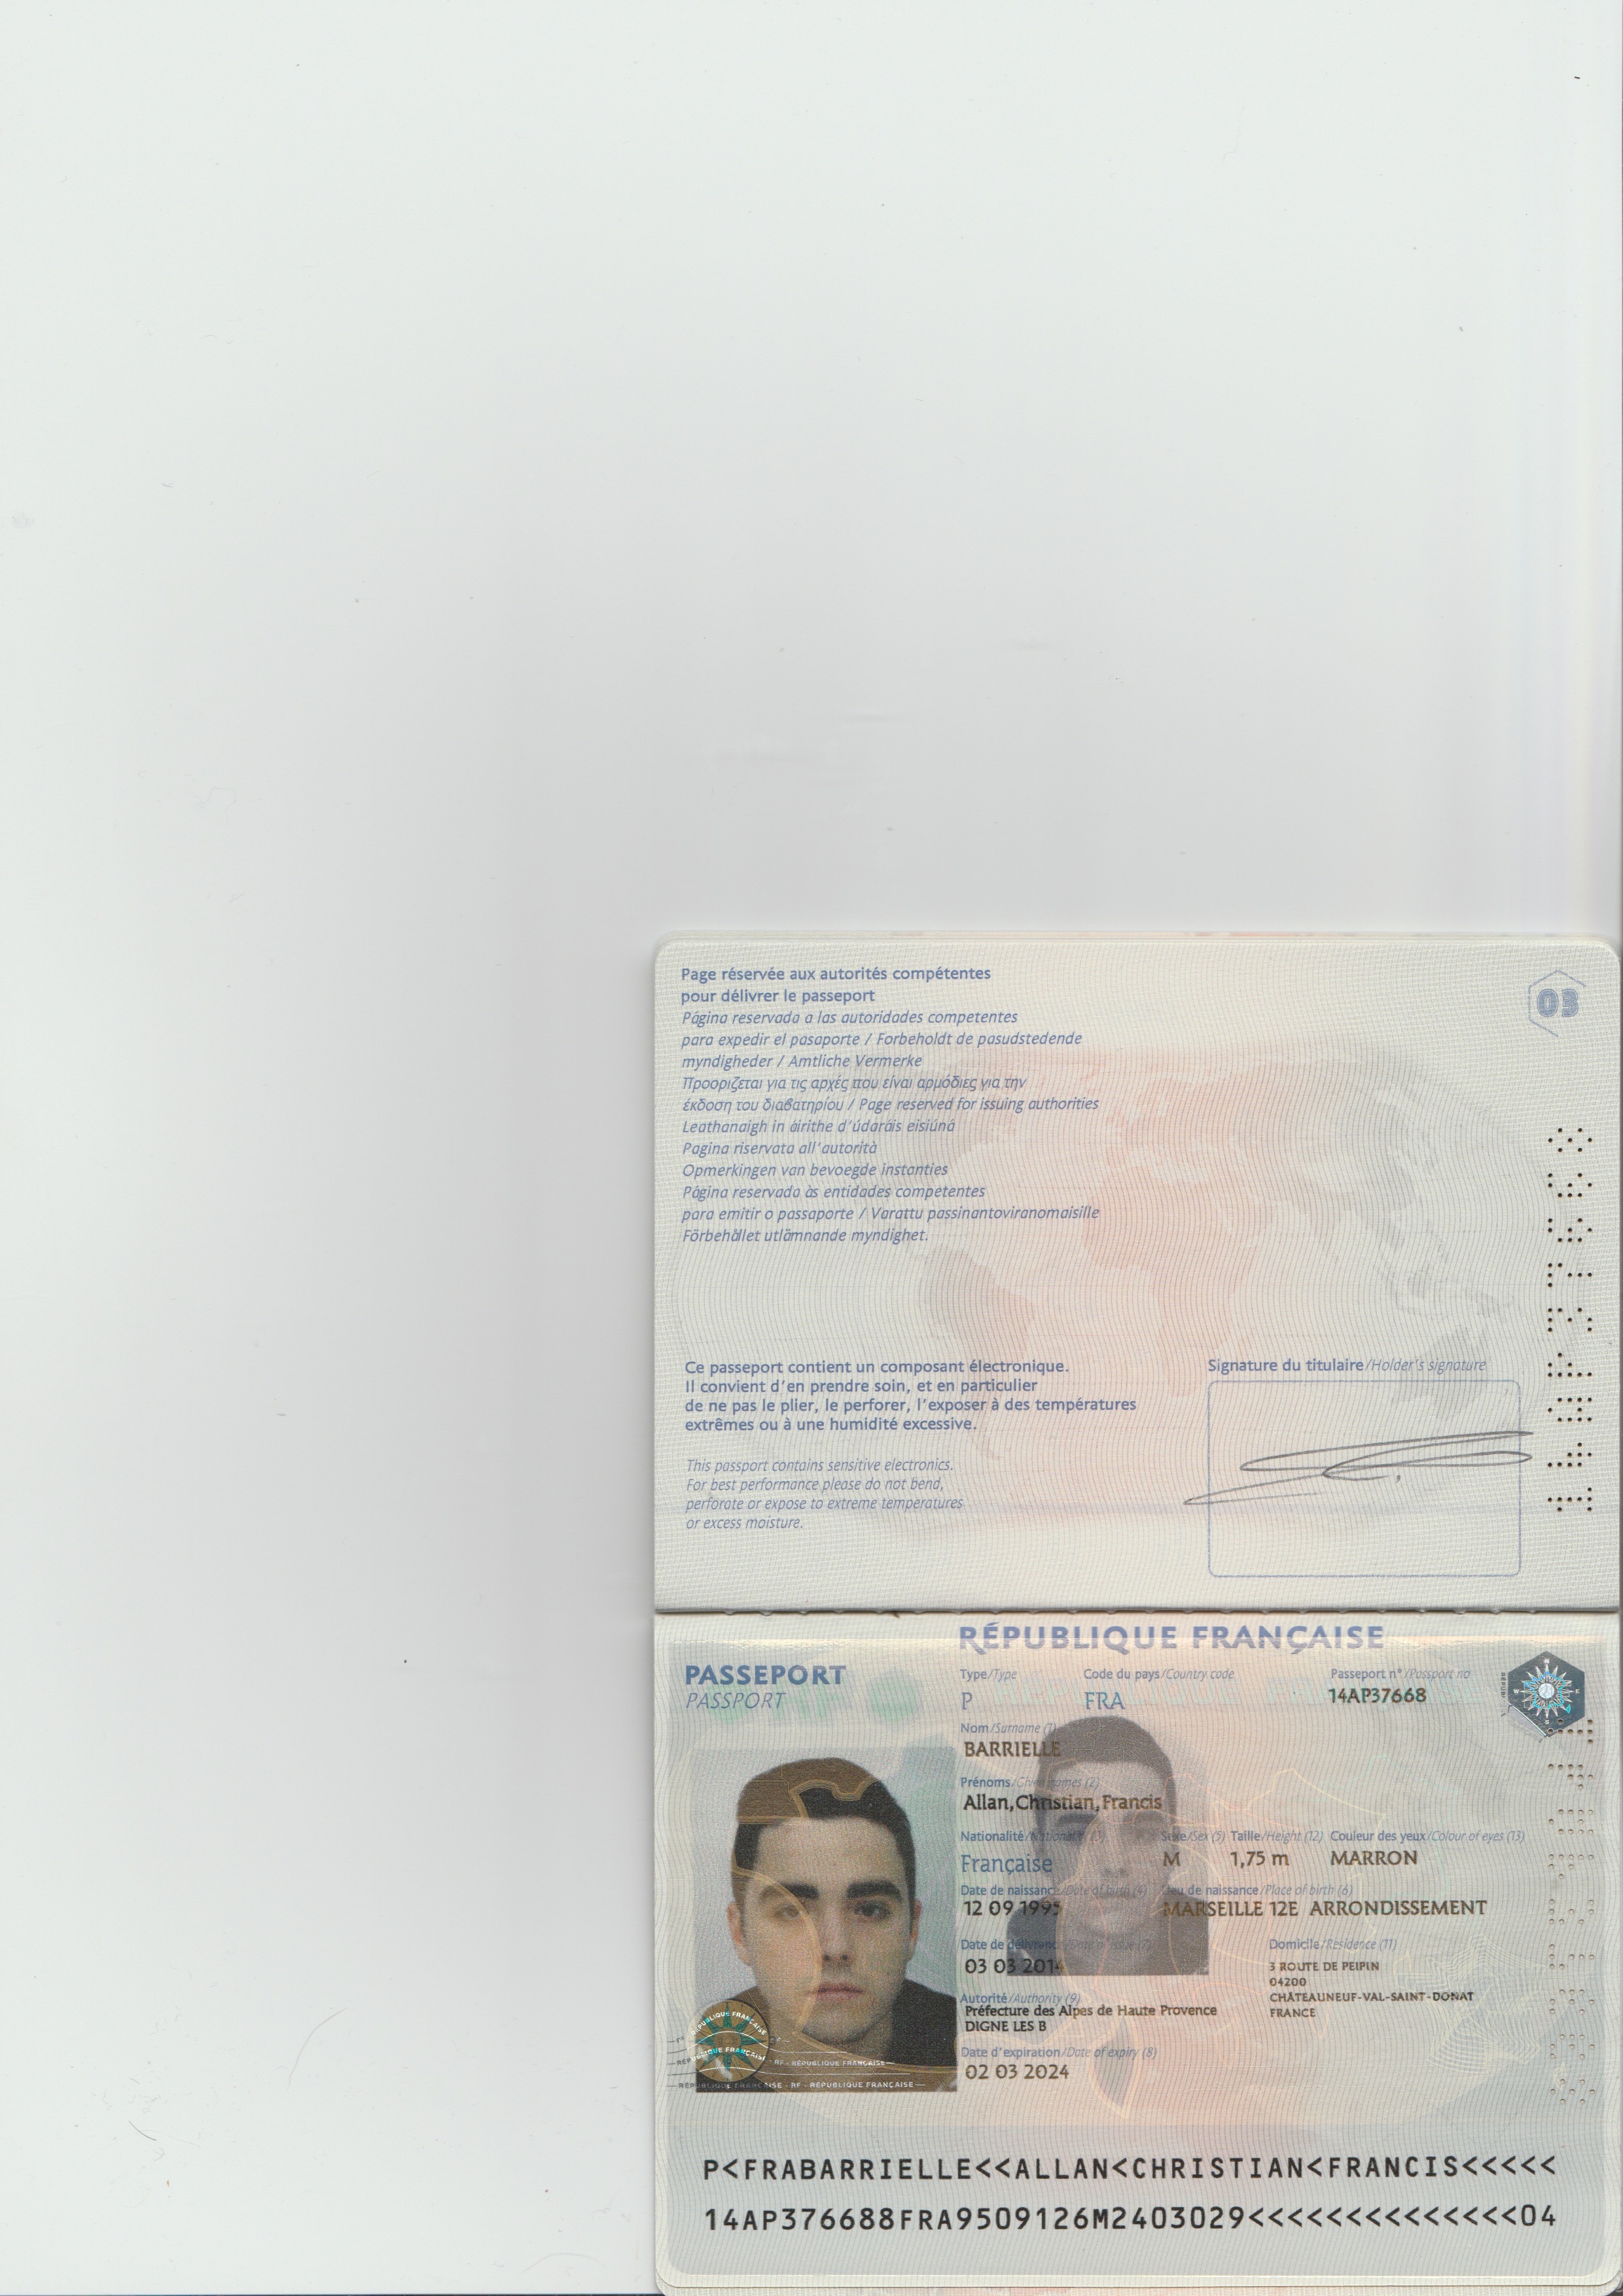 Page réservée aux autorités compétentes
pour délivrer le passeport
03
Página reservada a las autoridades competentes
para expedir el pasaporte / Forbeholdt de pasudstedende
myndigheder / Amtliche Vermerke
Προορίζεται για τις αρχές που είναι αρμόδιες για την
έκδοση του διαβατηρίου / Page reserved for issuing authorities
Leathanaigh in áirithe d'údaráis eisiúná
Pagina riservata all'autorità
Opmerkingen van bevoegde instanties
Página reservada às entidades competentes
para emitir o passaporte / Varattu passinantoviranomaisille
Förbehållet utlämnande myndighet.
Ce passeport contient un composant électronique.
Il convient d'en prendre soin, et en particulier
de ne pas le plier, le perforer, l'exposer à des températures
extrêmes ou à une humidité excessive.
This passport contains sensitive electronics.
For best performance please do not bend,
perforate or expose to extreme temperatures
or excess moisture.
Signature du titulaire/Holder's signature
14AP37668
RÉPUBLIQUE FRANÇAISE
PASSEPORT
PASSPORT
Type/Type Code du pays/Country code Passeport n°/Passport no
P FRA 14AP37668
Nom/Surname (1)
BARRIELLE
Prénoms/Given names (2)
Allan,Christian,Francis
Nationalité/Nationality (3) Sexe/Sex (5) Taille/Height (12) Couleur des yeux/Colour of eyes (13)
Française M 1,75 m MARRON
Date de naissance/Date of birth (4) Lieu de naissance/Place of birth (6)
12 09 1995 MARSEILLE 12E ARRONDISSEMENT
Date de délivrance/Date of issue (7) Domicile/Residence (11)
03 03 2014 3 ROUTE DE PEIPIN
04200
CHÂTEAUNEUF-VAL-SAINT-DONAT
FRANCE
Autorité/Authority (9)
Préfecture des Alpes de Haute Provence
DIGNE LES B
Date d'expiration/Date of expiry (8)
02 03 2024
RÉPUBLIQUE FRANÇAISE
RÉPUBLIQUE FRANÇAISE
RF - RÉPUBLIQUE FRANÇAISE
RÉPUBLIQUE FRANÇAISE - RF - RÉPUBLIQUE FRANÇAISE
P<FRABARRIELLE<<ALLAN<CHRISTIAN<FRANCIS<<<<<
14AP376688FRA9509126M2403029<<<<<<<<<<<<<<04